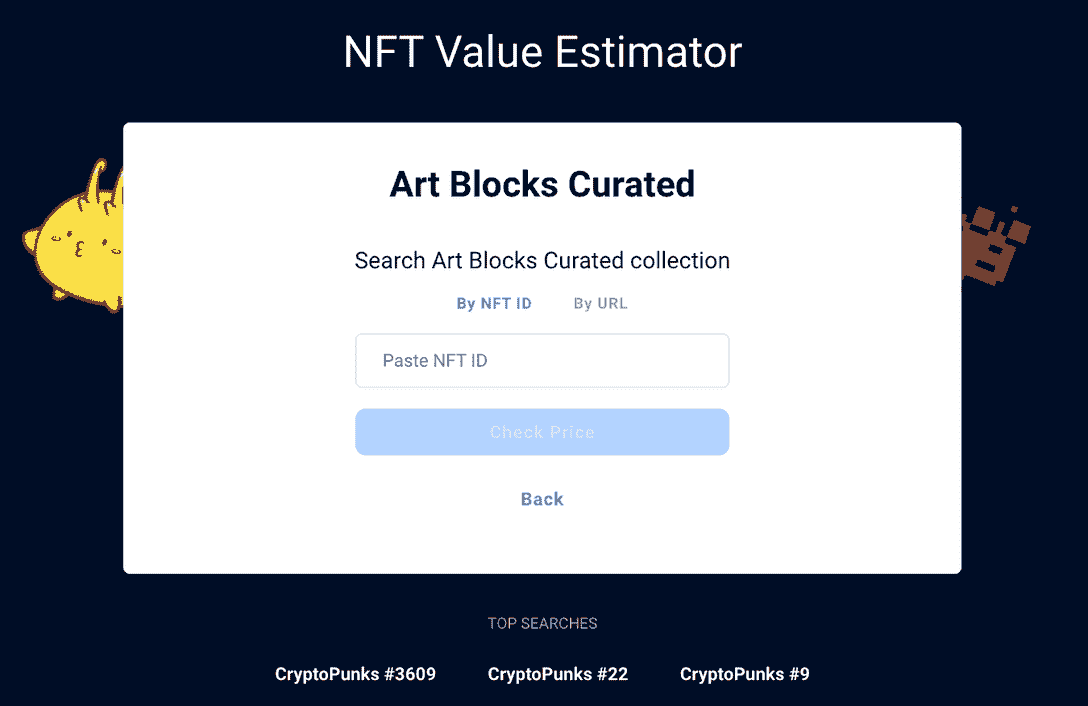 NFT Value Estimator
Art Blocks Curated
Search Art Blocks Curated collection
By NFT ID By URL
Paste NFT ID
Check Price
Back
TOP SEARCHES
CryptoPunks #3609 CryptoPunks #22 CryptoPunks #9